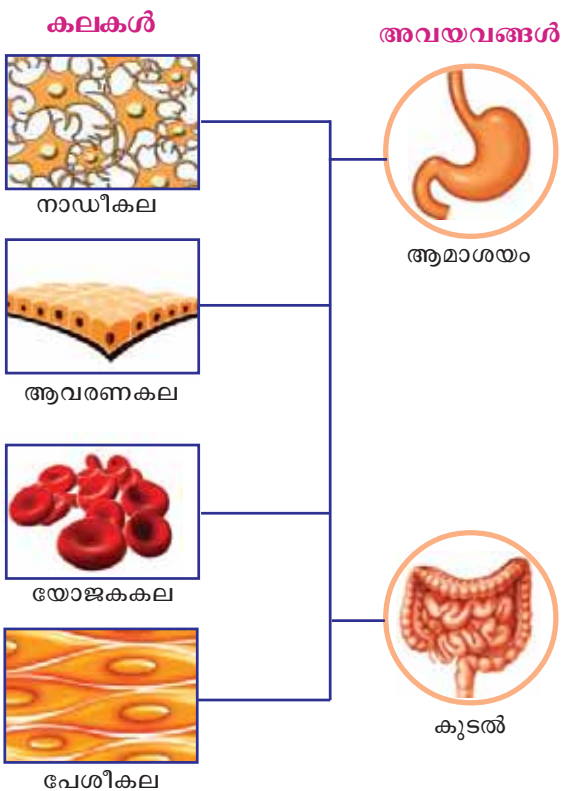 കലകൾ
അവയവങ്ങൾ
നാഡീകല
ആമാശയം
ആവരണകല
യോജകകല
കുടൽ
പേശീകല